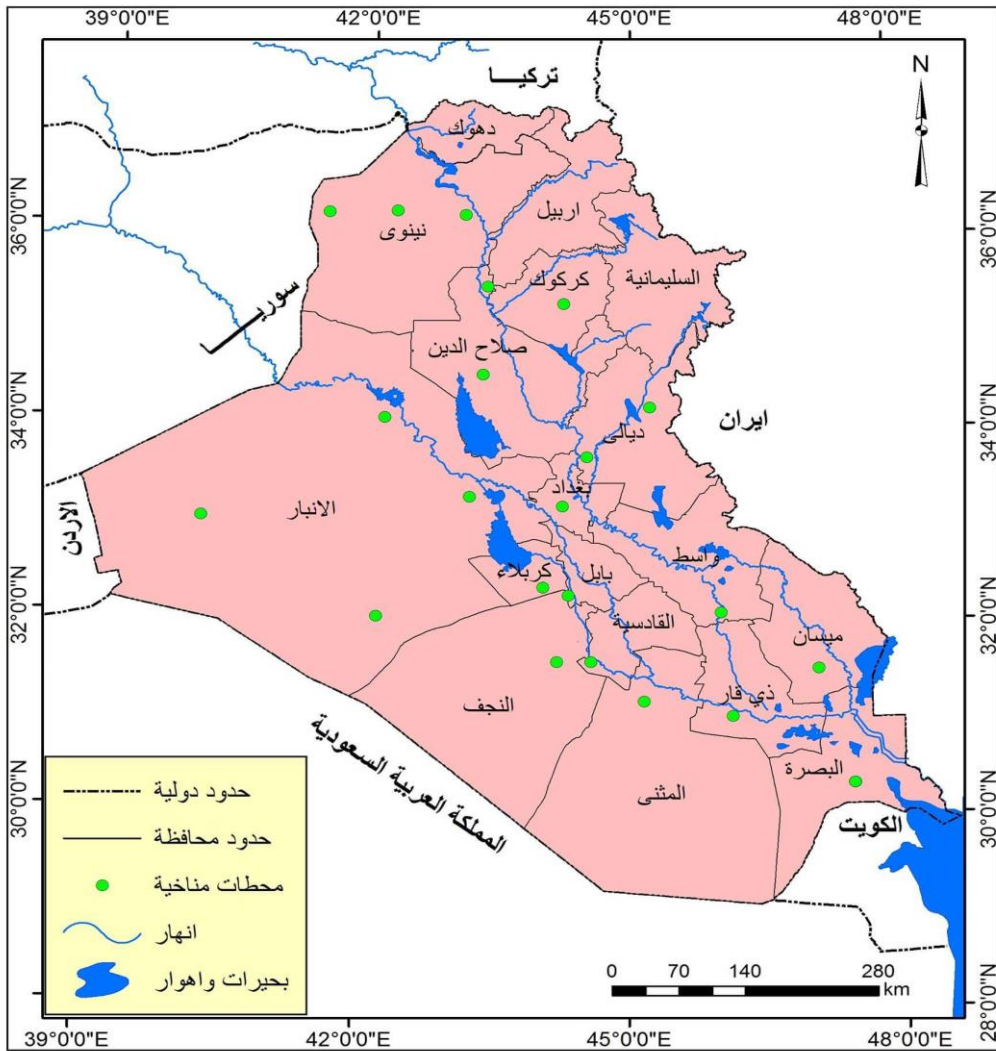 39°0'0"E
42°0'0"E
45°0'0"E
48°0'0"E
N
تركيـــا
دهوك
اربيل
نينوى
36°0'0"N
36°0'0"N
السليمانية
كركوك
سوريا
صلاح الدين
34°0'0"N
34°0'0"N
ايران
ديالى
بغداد
الانبار
الاردن
واسط
بابل
كربلاء
32°0'0"N
32°0'0"N
القادسية
ميسان
ذي قار
النجف
البصرة
المثنى
المملكة العربية السعودية
الكويت
30°0'0"N
30°0'0"N
حدود دولية
حدود محافظة
محطات مناخية
انهار
بحيرات واهوار
0 70 140 280
km
28°0'0"N
39°0'0"E
42°0'0"E
45°0'0"E
48°0'0"E